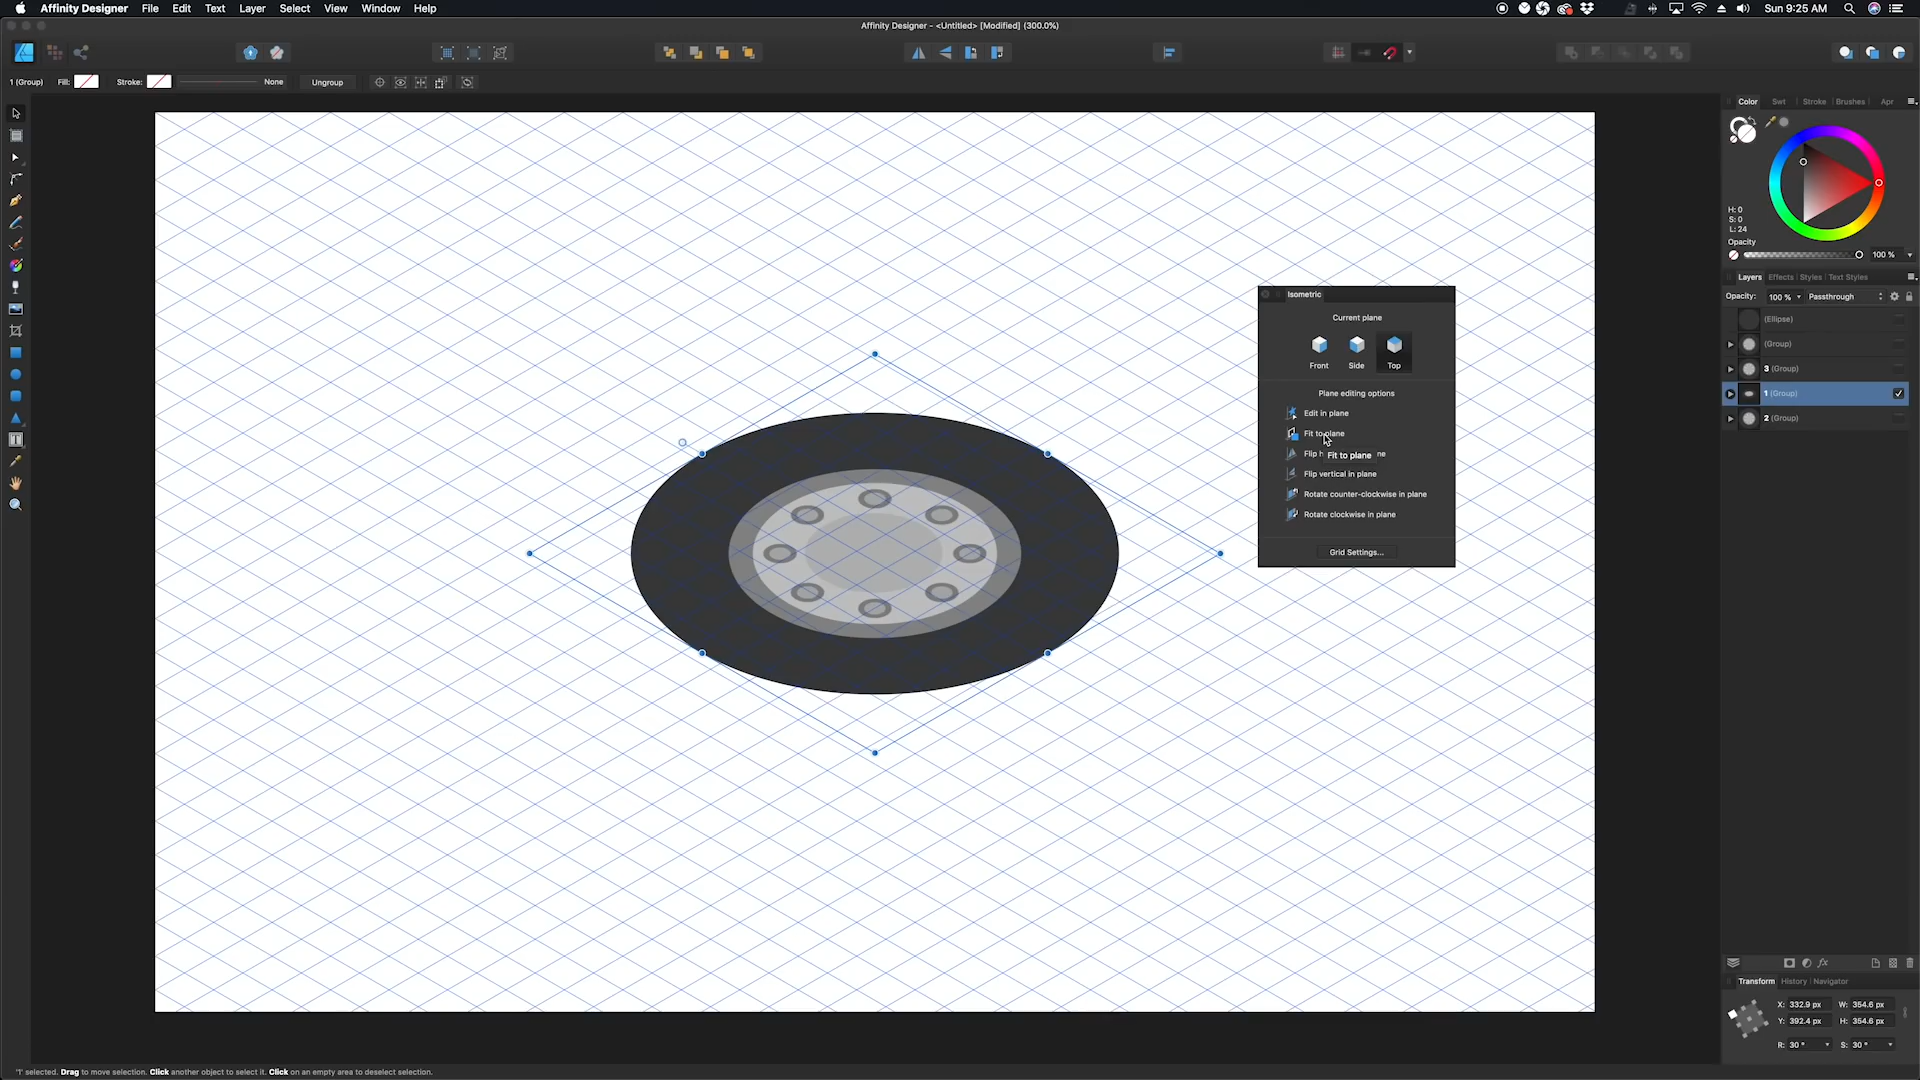 Affinity Designer File Edit Text Layer Select View Window Help
Sun 9:25 AM
Affinity Designer - <Untitled> [Modified] (300.0%)
1 (Group) Fill: Stroke: None Ungroup
Color Swt Stroke Brushes Apr
H: 0
S: 0
L: 24
Opacity
100 %
Layers Effects Styles Text Styles
Opacity: 100 % Passthrough
(Ellipse)
(Group)
3 (Group)
1 (Group)
2 (Group)
Isometric
Current plane
Front Side Top
Plane editing options
Edit in plane
Fit to plane
Flip h ne
Fit to plane
Flip vertical in plane
Rotate counter-clockwise in plane
Rotate clockwise in plane
Grid Settings...
Transform History Navigator
X: 332.9 px W: 354.6 px
Y: 392.4 px H: 354.6 px
R: 30 ° S: 30 °
'1' selected. Drag to move selection. Click another object to select it. Click on an empty area to deselect selection.